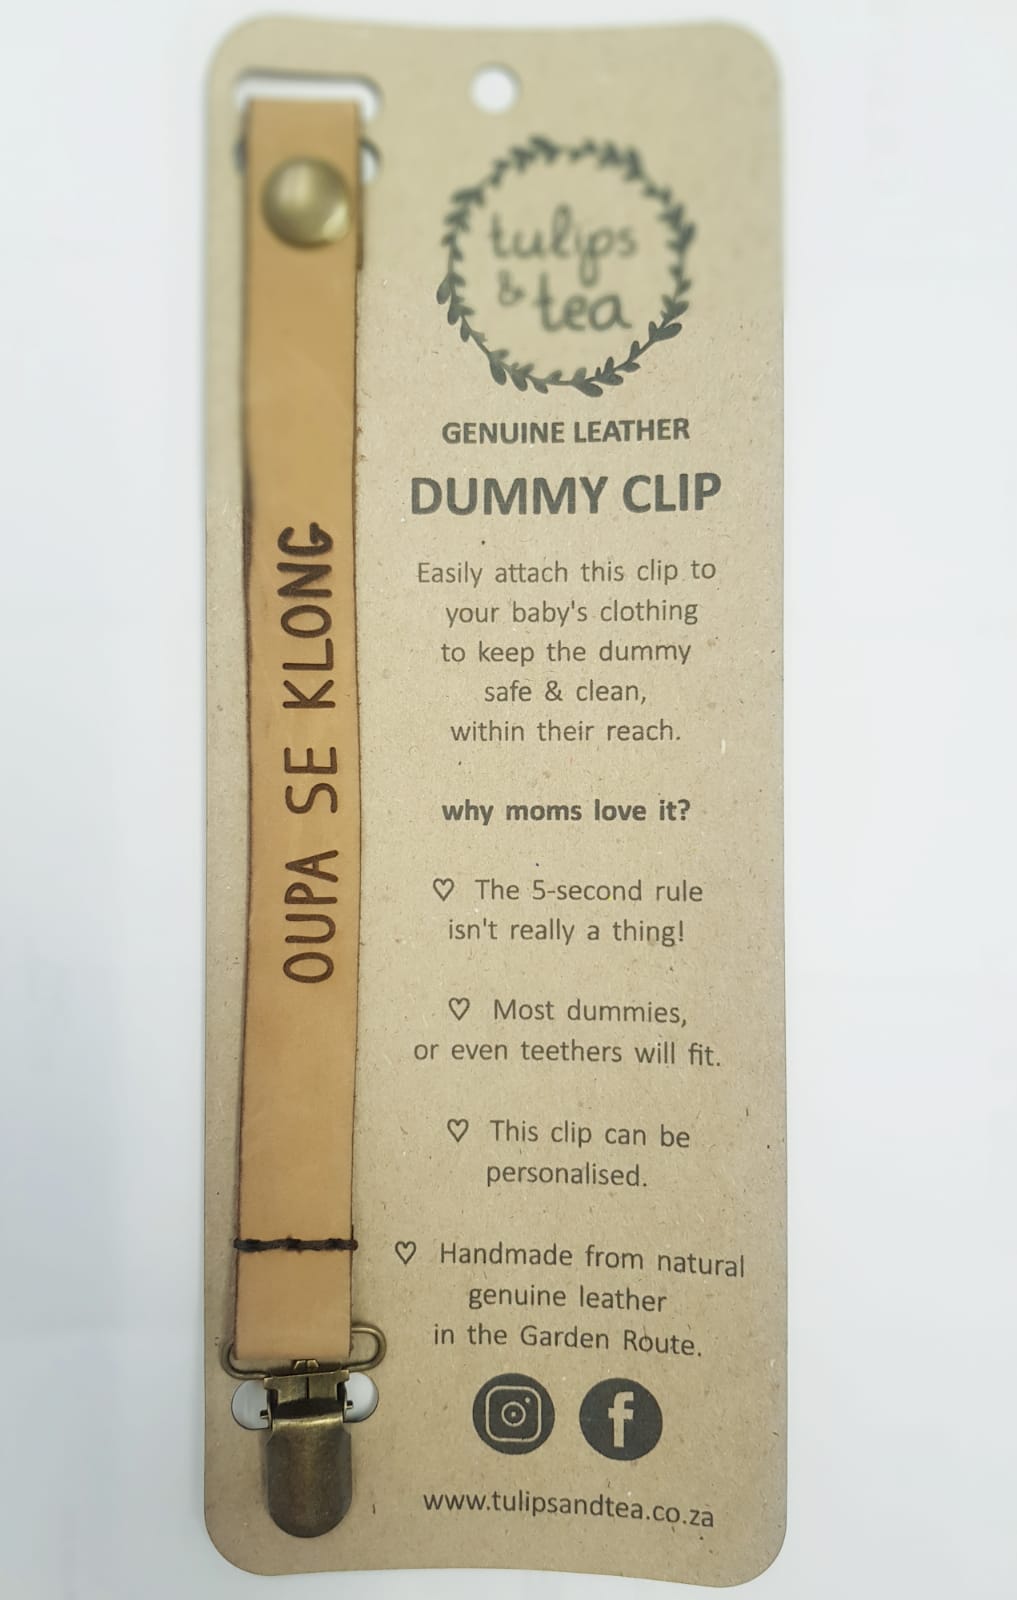 OUPA SE KLONG
tulips
& tea
GENUINE LEATHER
DUMMY CLIP
Easily attach this clip to
your baby's clothing
to keep the dummy
safe & clean,
within their reach.
why moms love it?
♡ The 5-second rule
isn't really a thing!
♡ Most dummies,
or even teethers will fit.
♡ This clip can be
personalised.
♡ Handmade from natural
genuine leather
in the Garden Route.
www.tulipsandtea.co.za